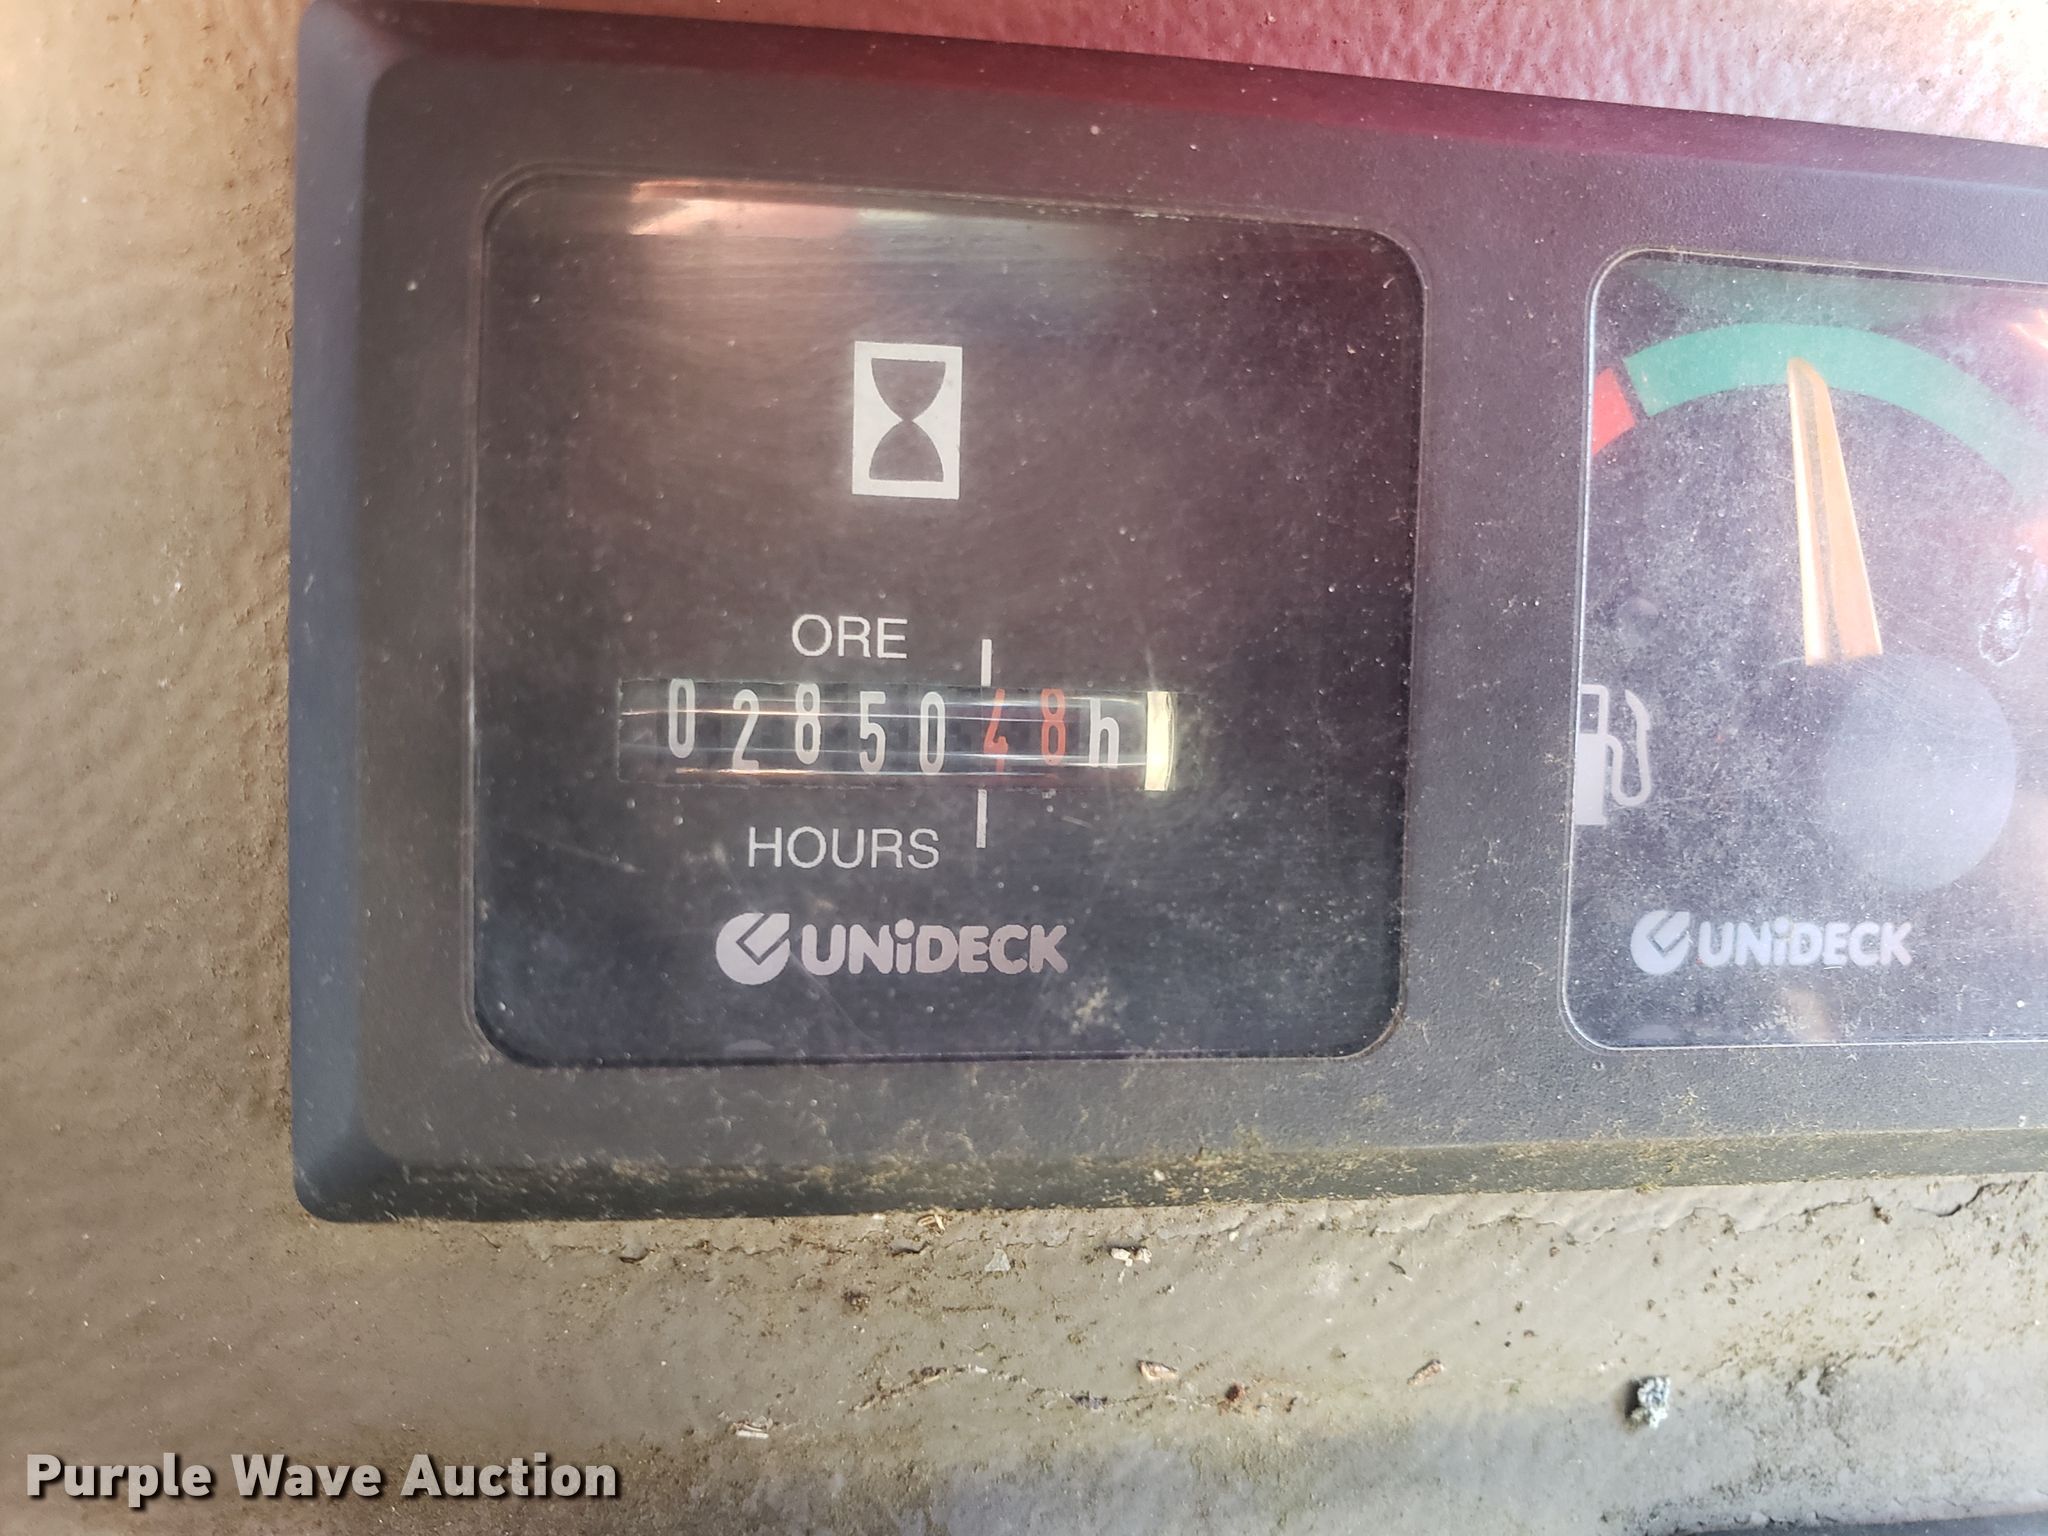 ORE
0285048h
HOURS
UNiDECK
UNiDECK
Purple Wave Auction